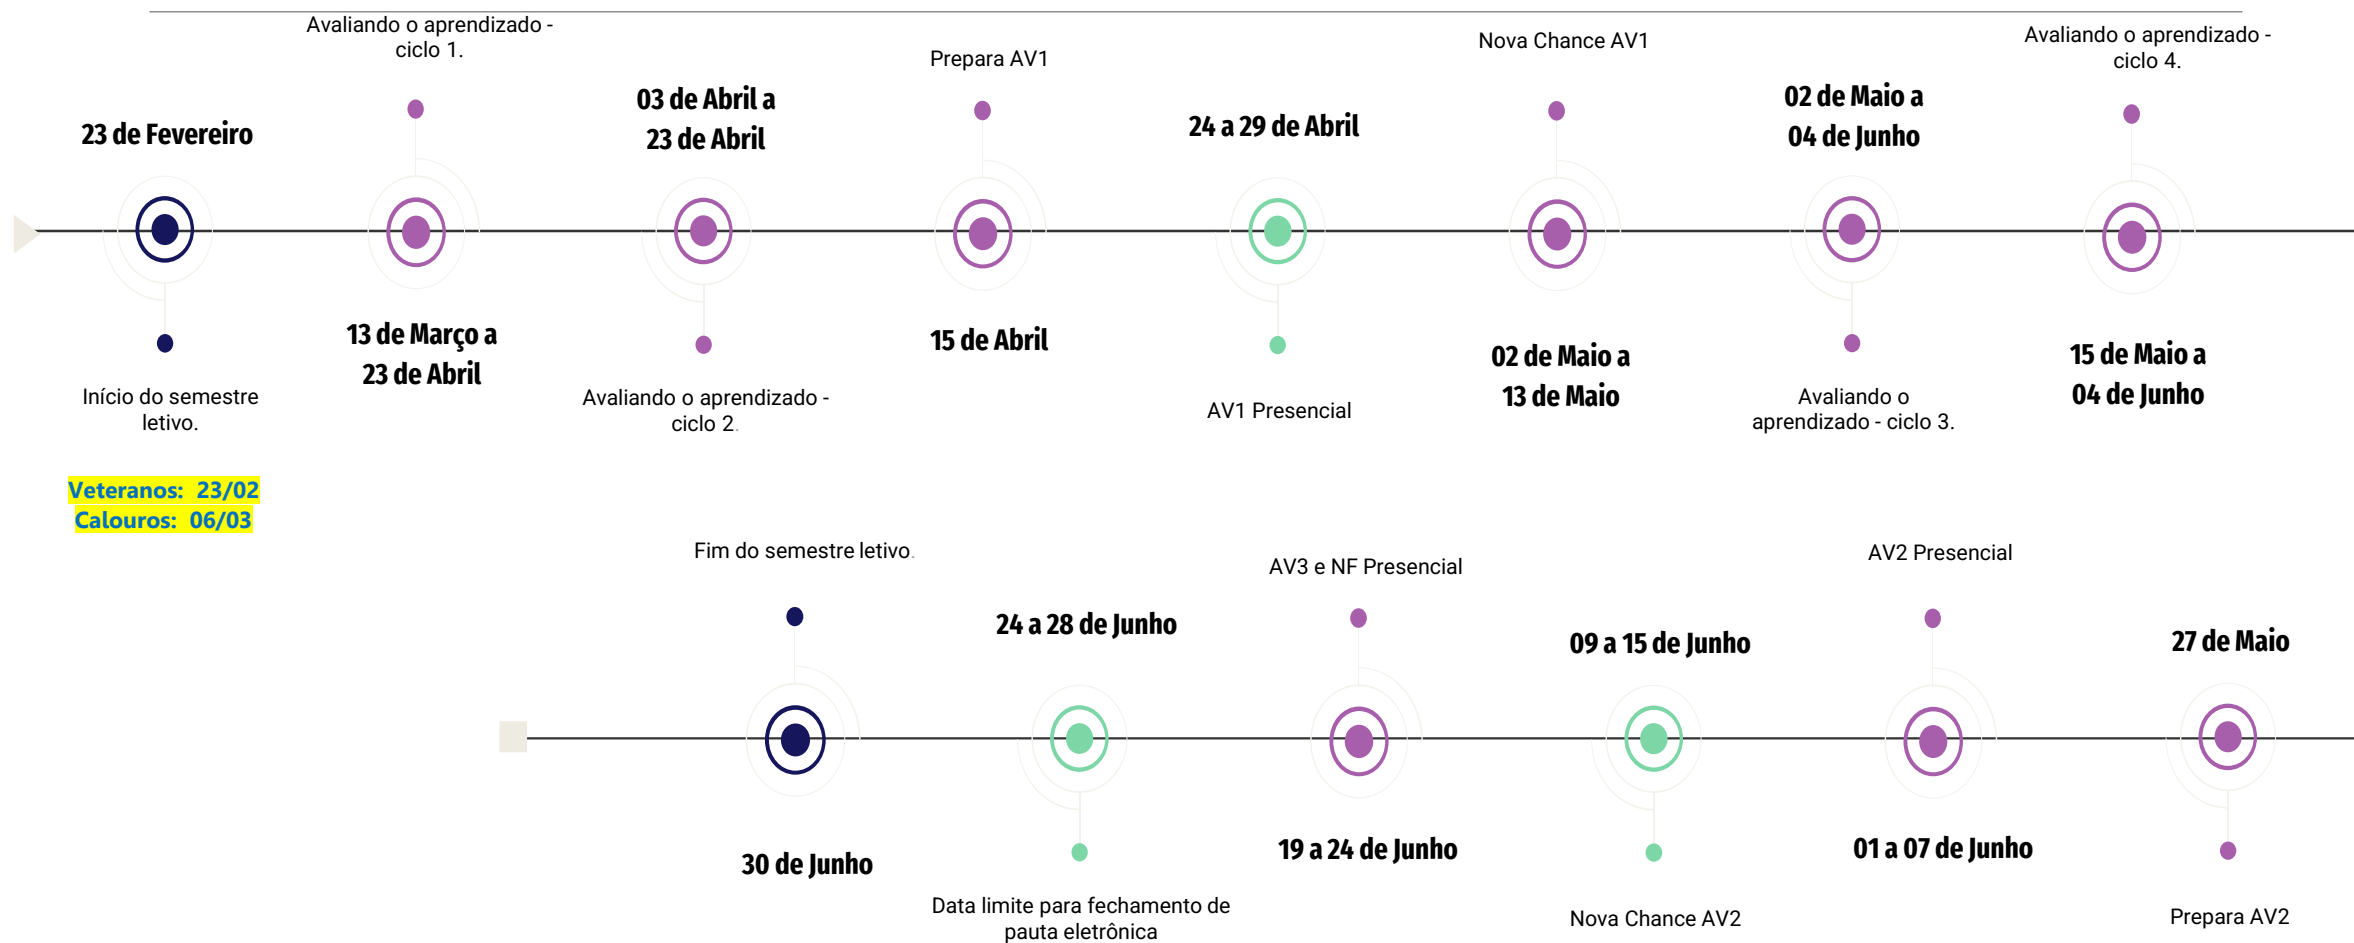 23 de Fevereiro
Início do semestre
letivo.
Veteranos: 23/02
Calouros: 06/03
Avaliando o aprendizado -
ciclo 1.
13 de Março a
23 de Abril
03 de Abril a
23 de Abril
Avaliando o aprendizado -
ciclo 2.
Prepara AV1
15 de Abril
24 a 29 de Abril
AV1 Presencial
Nova Chance AV1
02 de Maio a
13 de Maio
02 de Maio a
04 de Junho
Avaliando o
aprendizado - ciclo 3.
Avaliando o aprendizado -
ciclo 4.
15 de Maio a
04 de Junho
Fim do semestre letivo.
30 de Junho
24 a 28 de Junho
Data limite para fechamento de
pauta eletrônica
AV3 e NF Presencial
19 a 24 de Junho
09 a 15 de Junho
Nova Chance AV2
AV2 Presencial
01 a 07 de Junho
27 de Maio
Prepara AV2